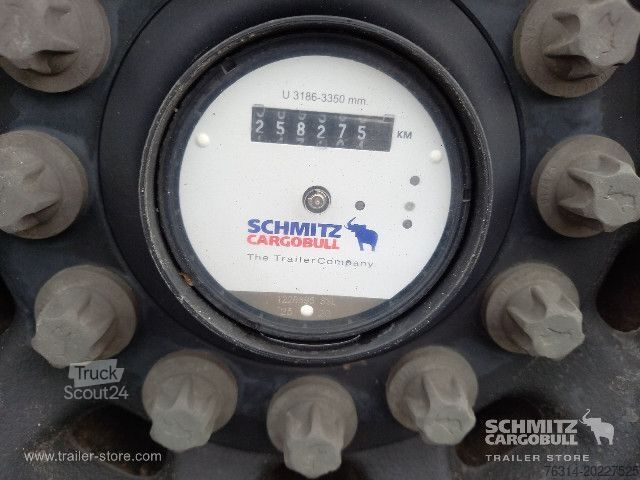 U 3186-3350 mm
258275 KM
SCHMITZ
CARGOBULL
The TrailerCompany
Truck
Scout24
www.trailer-store.com
SCHMITZ
CARGOBULL
TRAILER STORE
76314-20227525